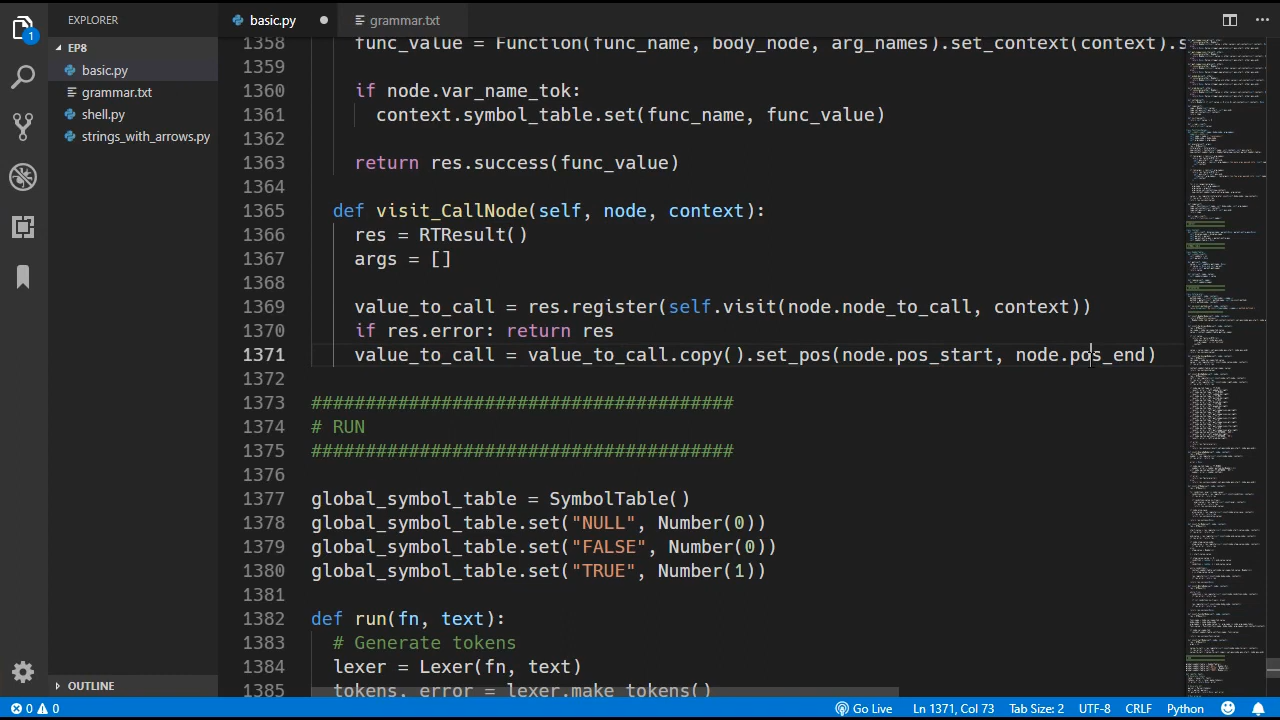 EXPLORER
basic.py
grammar.txt
1
EP8
basic.py
grammar.txt
shell.py
strings_with_arrows.py
OUTLINE
1358 func_value = Function(func_name, body_node, arg_names).set_context(context).s
1359
1360 if node.var_name_tok:
1361 context.symbol_table.set(func_name, func_value)
1362
1363 return res.success(func_value)
1364
1365 def visit_CallNode(self, node, context):
1366 res = RTResult()
1367 args = []
1368
1369 value_to_call = res.register(self.visit(node.node_to_call, context))
1370 if res.error: return res
1371 value_to_call = value_to_call.copy().set_pos(node.pos_start, node.pos_end)
1372
1373 #######################################
1374 # RUN
1375 #######################################
1376
1377 global_symbol_table = SymbolTable()
1378 global_symbol_table.set("NULL", Number(0))
1379 global_symbol_table.set("FALSE", Number(0))
1380 global_symbol_table.set("TRUE", Number(1))
1381
1382 def run(fn, text):
1383 # Generate tokens
1384 lexer = Lexer(fn, text)
1385 tokens, error = lexer.make_tokens()
0 0 Go Live Ln 1371, Col 73 Tab Size: 2 UTF-8 CRLF Python